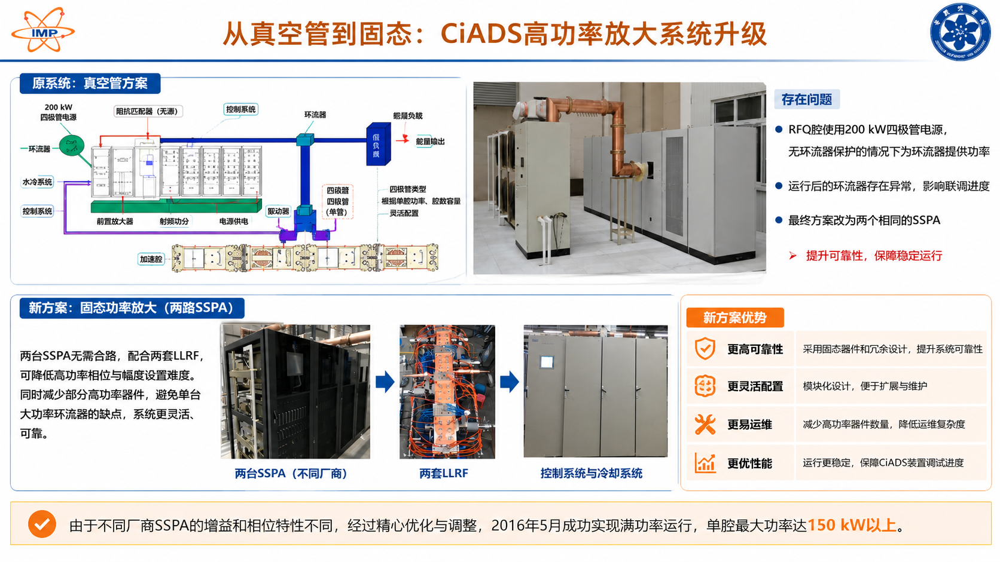 IMP
从真空管到固态：CiADS高功率放大系统升级
原系统：真空管方案
200 kW
四极管电源
阻抗匹配器（无源）
控制系统
环流器
能量负载
能量输出
环流器
水冷系统
控制系统
前置放大器
射频功分
电源供电
驱动器
四极管
四极管
（单管）
四极管类型
根据单腔功率、腔数容量
灵活配置
加速腔
存在问题
RFQ腔使用200 kW四极管电源，
无环流器保护的情况下为环流器提供功率
运行后的环流器存在异常，影响联调进度
最终方案改为两个相同的SSPA
提升可靠性，保障稳定运行
新方案：固态功率放大（两路SSPA）
两台SSPA无需合路，配合两套LLRF，
可降低高功率相位与幅度设置难度。
同时减少部分高功率器件，避免单台
大功率环流器的缺点，系统更灵活、
可靠。
两台SSPA（不同厂商）
两套LLRF
控制系统与冷却系统
新方案优势
更高可靠性
采用固态器件和冗余设计，提升系统可靠性
更灵活配置
模块化设计，便于扩展与维护
更易运维
减少高功率器件数量，降低运维复杂度
更优性能
运行更稳定，保障CiADS装置调试进度
由于不同厂商SSPA的增益和相位特性不同，经过精心优化与调整，2016年5月成功实现满功率运行，单腔最大功率达150 kW以上。